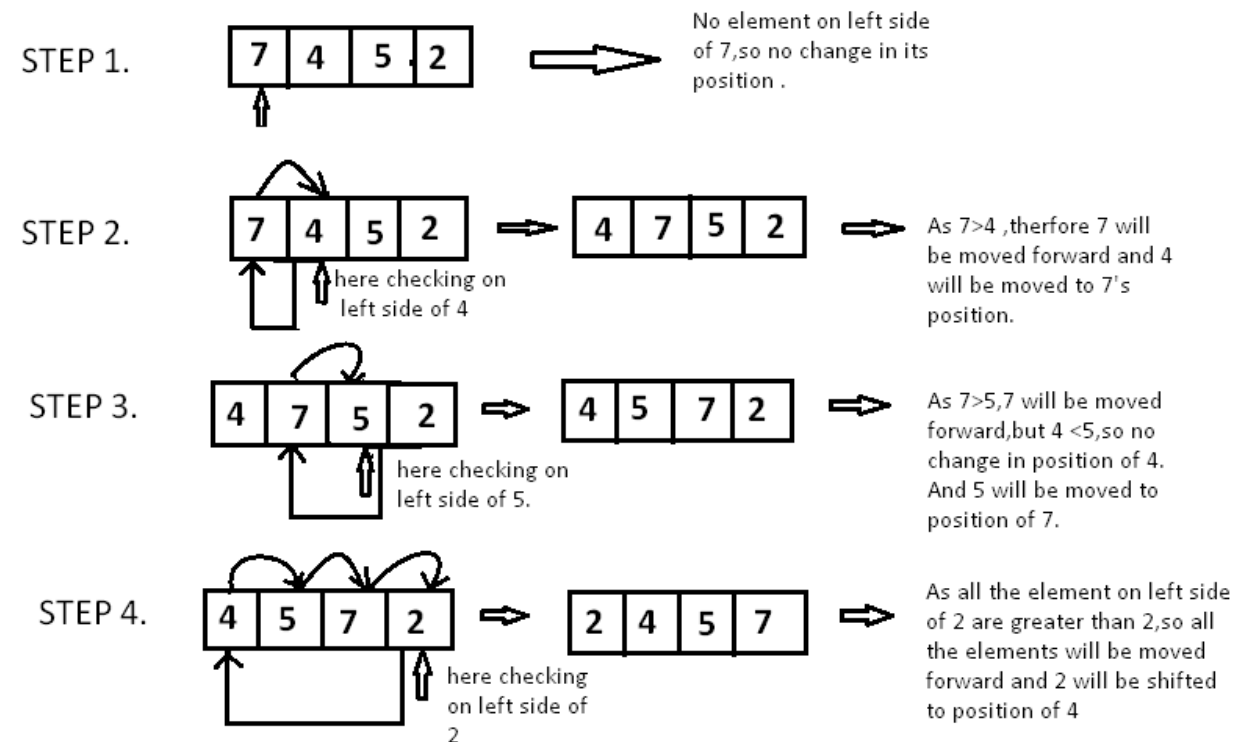 STEP 1.
7 4 5 2
No element on left side
of 7,so no change in its
position .
STEP 2.
7 4 5 2
here checking on
left side of 4
4 7 5 2
As 7>4 ,therfore 7 will
be moved forward and 4
will be moved to 7's
position.
STEP 3.
4 7 5 2
here checking on
left side of 5.
4 5 7 2
As 7>5,7 will be moved
forward,but 4 <5,so no
change in position of 4.
And 5 will be moved to
position of 7.
STEP 4.
4 5 7 2
here checking
on left side of
2
2 4 5 7
As all the element on left side
of 2 are greater than 2,so all
the elements will be moved
forward and 2 will be shifted
to position of 4